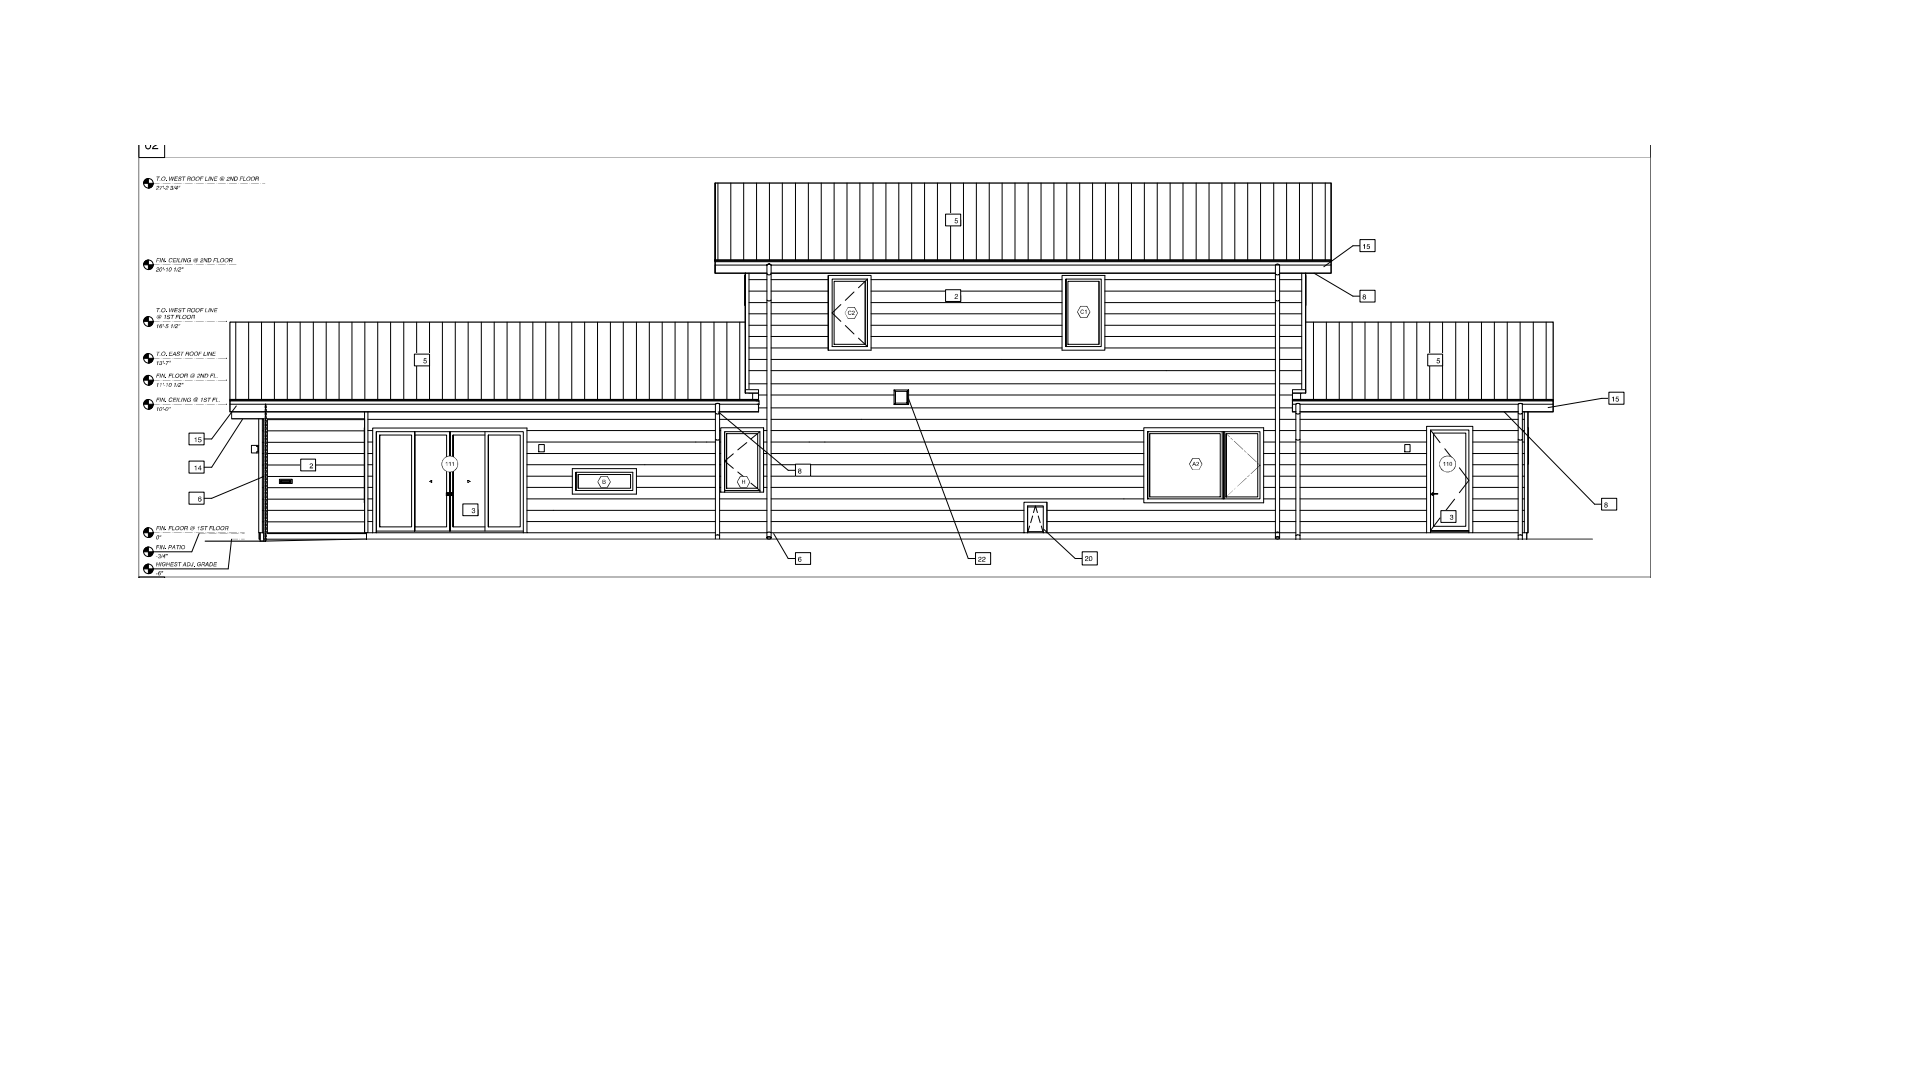 02
T.O. WEST ROOF LINE @ 2ND FLOOR
27'-2 3/4"
5
15
FIN. CEILING @ 2ND FLOOR
20'-10 1/2"
2
8
T.O. WEST ROOF LINE
@ 1ST FLOOR
16'-5 1/2"
C2
C1
T.O. EAST ROOF LINE
13'-7"
5
5
FIN. FLOOR @ 2ND FL.
11'-10 1/2"
FIN. CEILING @ 1ST FL.
10'-0"
15
15
14
2
111
8
A2
110
6
B
H
3
3
8
FIN. FLOOR @ 1ST FLOOR
0"
FIN. PATIO
-3/4"
6
22
20
HIGHEST ADJ. GRADE
-6"